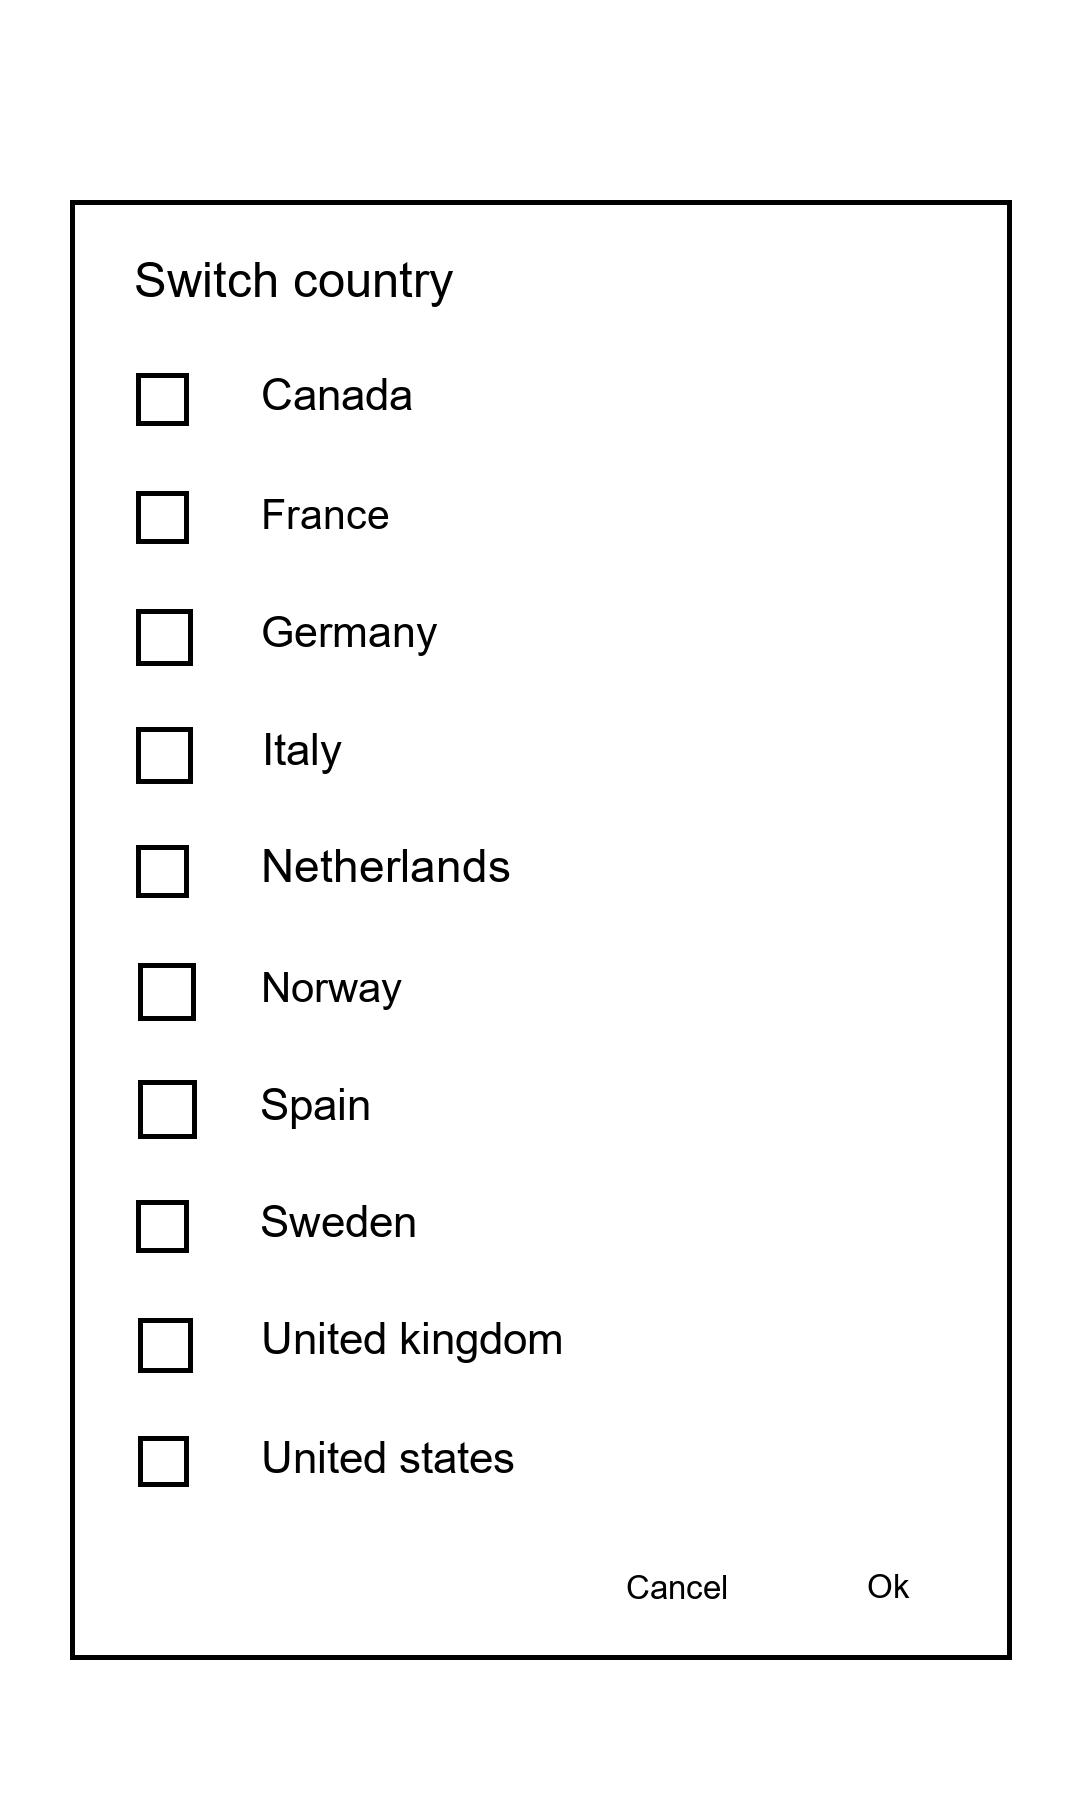 Switch country
Canada
France
Germany
Italy
Netherlands
Norway
Spain
Sweden
United kingdom
United states
Cancel Ok